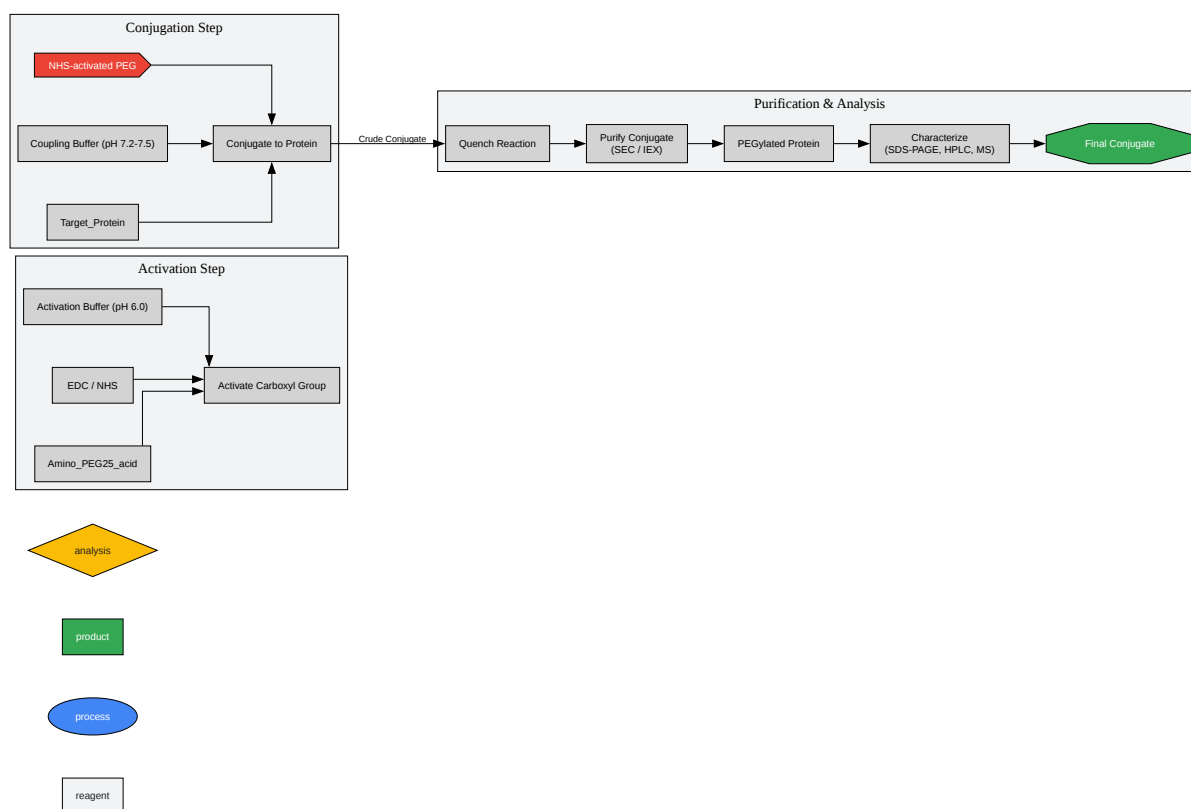 Conjugation Step
NHS-activated PEG
Coupling Buffer (pH 7.2-7.5)
Conjugate to Protein
Target_Protein
Crude Conjugate
Purification & Analysis
Quench Reaction
Purify Conjugate
(SEC / IEX)
PEGylated Protein
Characterize
(SDS-PAGE, HPLC, MS)
Final Conjugate
Activation Step
Activation Buffer (pH 6.0)
EDC / NHS
Activate Carboxyl Group
Amino_PEG25_acid
analysis
product
process
reagent